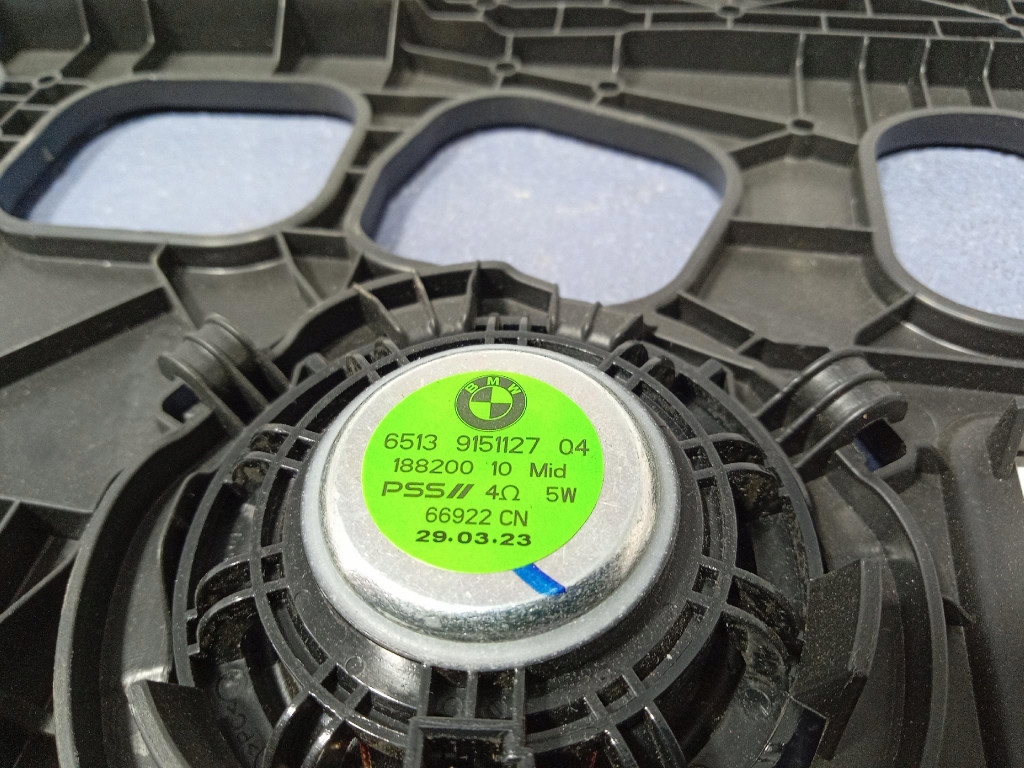 BMW
6513 9151127 04
188200 10 Mid
PSS// 4Ω 5W
66922 CN
29.03.23